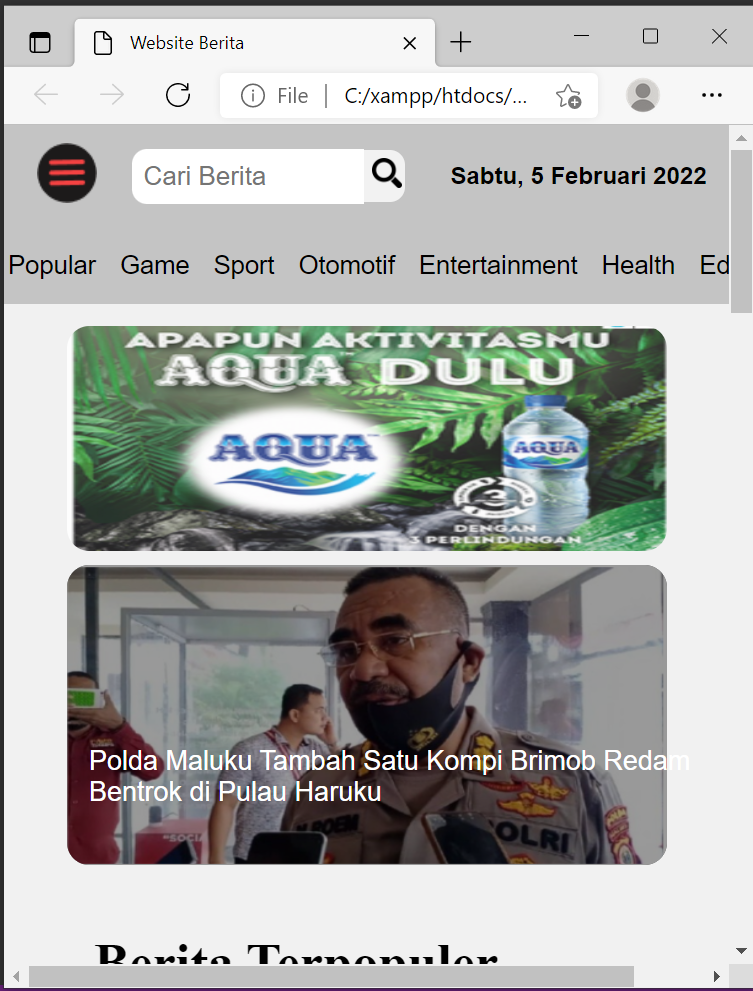 Website Berita
File | C:/xampp/htdocs/...
Cari Berita
Sabtu, 5 Februari 2022
Popular Game Sport Otomotif Entertainment Health Ed
APAPUN AKTIVITASMU
AQUA DULU
AQUA
AQUA
DENGAN
3 PERLINDUNGAN
Polda Maluku Tambah Satu Kompi Brimob Redam
Bentrok di Pulau Haruku
OLRI
Berita Terpopuler